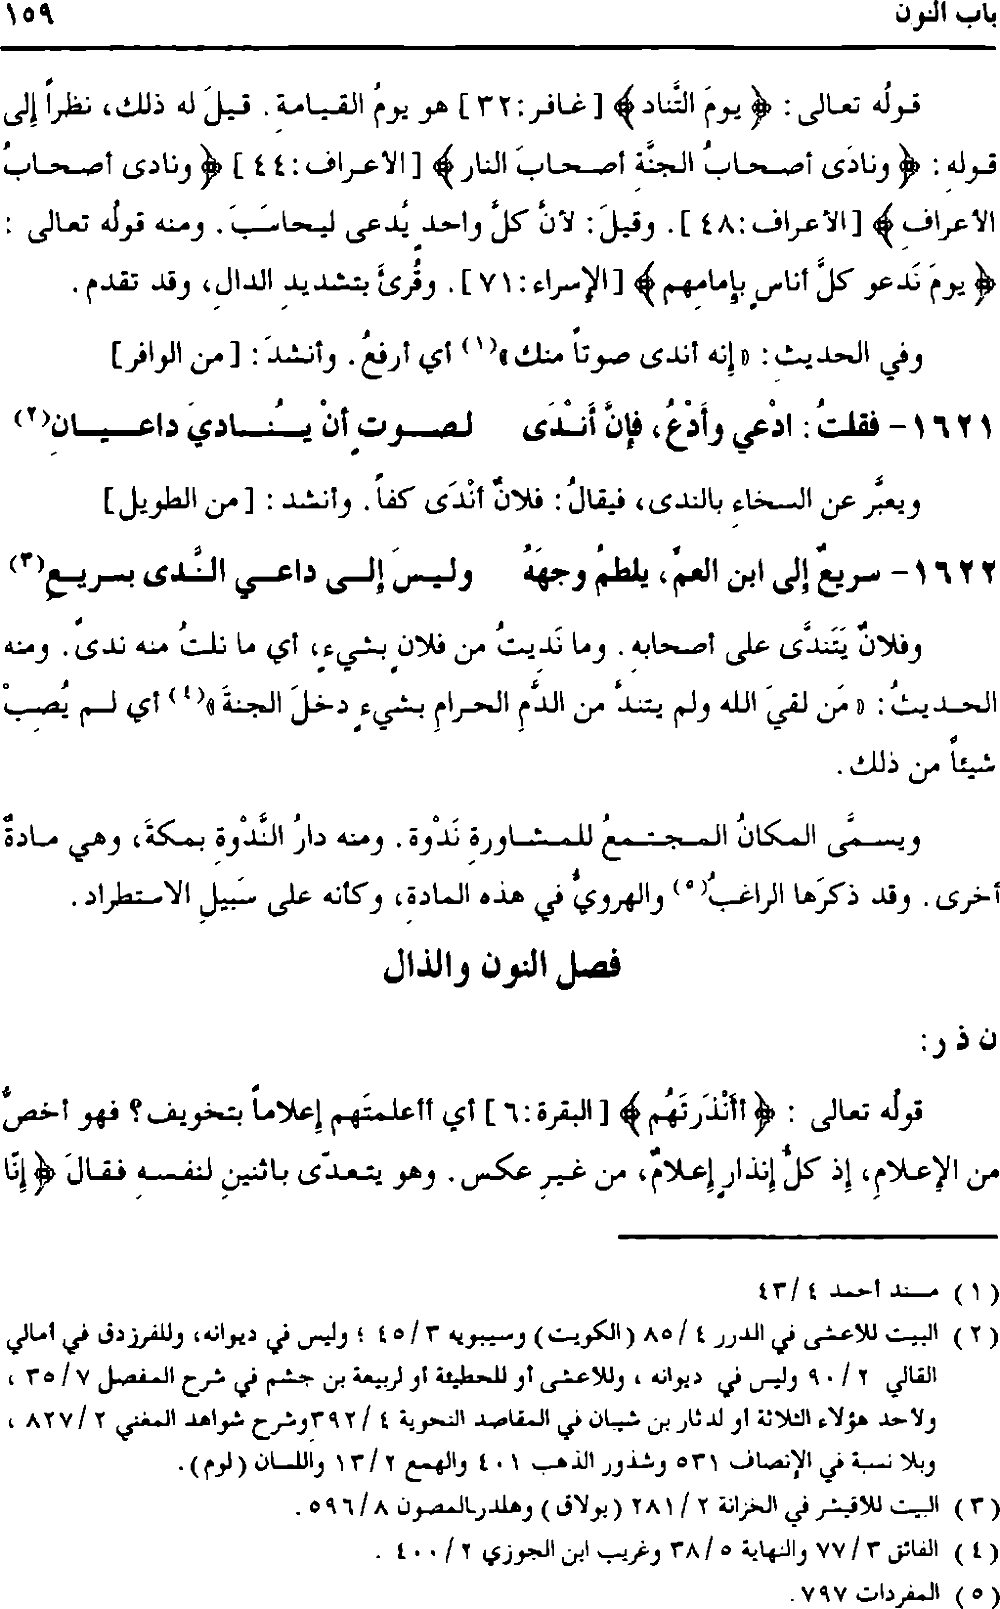 باب النون ١٥٩
قولُه تعالى: ﴿ يومَ التَّناد﴾ [غافر:٣٢] هو يومُ القيامةِ. قيلَ له ذلك، نظراً إلى
قولهِ: ﴿ ونادَى أصحابُ الجنَّةِ أصحابَ النار﴾ [الأعراف:٤٤] ﴿ ونادى أصحابُ
الأعرافِ﴾ [الأعراف:٤٨]. وقيلَ: لأنَّ كلَّ واحدٍ يُدعى ليحاسَبَ. ومنه قولُه تعالى :
﴿ يومَ نَدعو كلَّ أناسٍ بإمامِهم﴾ [الإسراء:٧١]. وقُرئَ بتشديدِ الدالِ، وقد تقدم.
وفي الحديثِ: «إنه أندى صوتاً منك»(١) أي أرفعُ. وأنشدَ: [من الوافر]
١٦٢١- فقلتُ: ادْعي وأَدْعُ، فإنَّ أَنْدَى لصوتٍ أنْ يُنادِيَ داعيانِ(٢)
ويعبَّر عن السخاءِ بالندى، فيقالُ: فلانٌ أنْدَى كفاً. وأنشد: [من الطويل]
١٦٢٢- سريعٌ إلى ابن العمِّ، يلطمُ وجهَهُ وليسَ إلى داعي النَّدى بسريعِ(٣)
وفلانٌ يَتَندَّى على أصحابهِ. وما نَدِيتُ من فلانٍ بشيءٍ، أي ما نلتُ منه ندىً. ومنه
الحديثُ: «مَن لقيَ الله ولم يتندَّ من الدَّمِ الحرامِ بشيءٍ دخلَ الجنةَ»(٤) أي لم يُصِبْ
شيئاً من ذلك.
ويسمَّى المكانُ المجتمعُ للمشاورةِ نَدْوة. ومنه دارُ النَّدْوةِ بمكةَ، وهي مادةٌ
أخرى. وقد ذكرَها الراغبُ(٥) والهرويُّ في هذه المادةِ، وكأنه على سَبيلِ الاستطراد.
فصل النون والذال
ن ذ ر:
قولُه تعالى : ﴿ أأنْذَرتَهُم﴾ [البقرة:٦] أي أأعلمتَهم إعلاماً بتخويف؟ فهو أخصُّ
من الإعلامِ، إذ كلُّ إنذارٍ إعلامٌ، من غيرِ عكس. وهو يتعدّى باثنينِ لنفسهِ فقالَ ﴿ إنّا
(١) مسند أحمد ٤٣/٤
(٢) البيت للأعشى في الدرر ٨٥/٤ (الكويت) وسيبويه ٤٥/٣ ؛ وليس في ديوانه، وللفرزدق في أمالي
القالي ٩٠/٢ وليس في ديوانه ، وللأعشى أو للحطيئة أو لربيعة بن جشم في شرح المفصل ٣٥/٧ ،
ولأحد هؤلاء الثلاثة أو لدثار بن شيبان في المقاصد النحوية ٣٩٢/٤وشرح شواهد المغني ٨٢٧/٢ ،
وبلا نسبة في الإنصاف ٥٣١ وشذور الذهب ٤٠١ والهمع ١٣/٢ واللسان (لوم).
(٣) البيت للأقيشر في الخزانة ٢٨١/٢ (بولاق) وهلدرالمصون ٥٩٦/٨.
(٤) الفائق ٧٧/٣ والنهاية ٣٨/٥ وغريب ابن الجوزي ٤٠٠/٢ .
(٥) المفردات ٧٩٧.